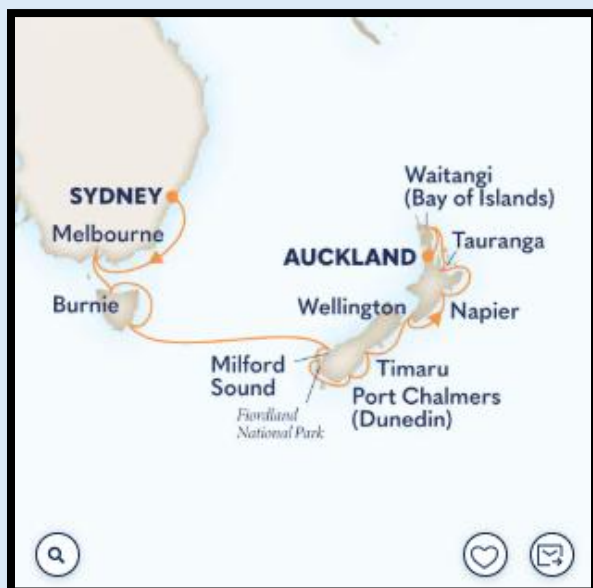 SYDNEY
Melbourne
Burnie
Waitangi
(Bay of Islands)
AUCKLAND
Tauranga
Wellington
Napier
Milford
Sound
Timaru
Fiordland
National Park
Port Chalmers
(Dunedin)